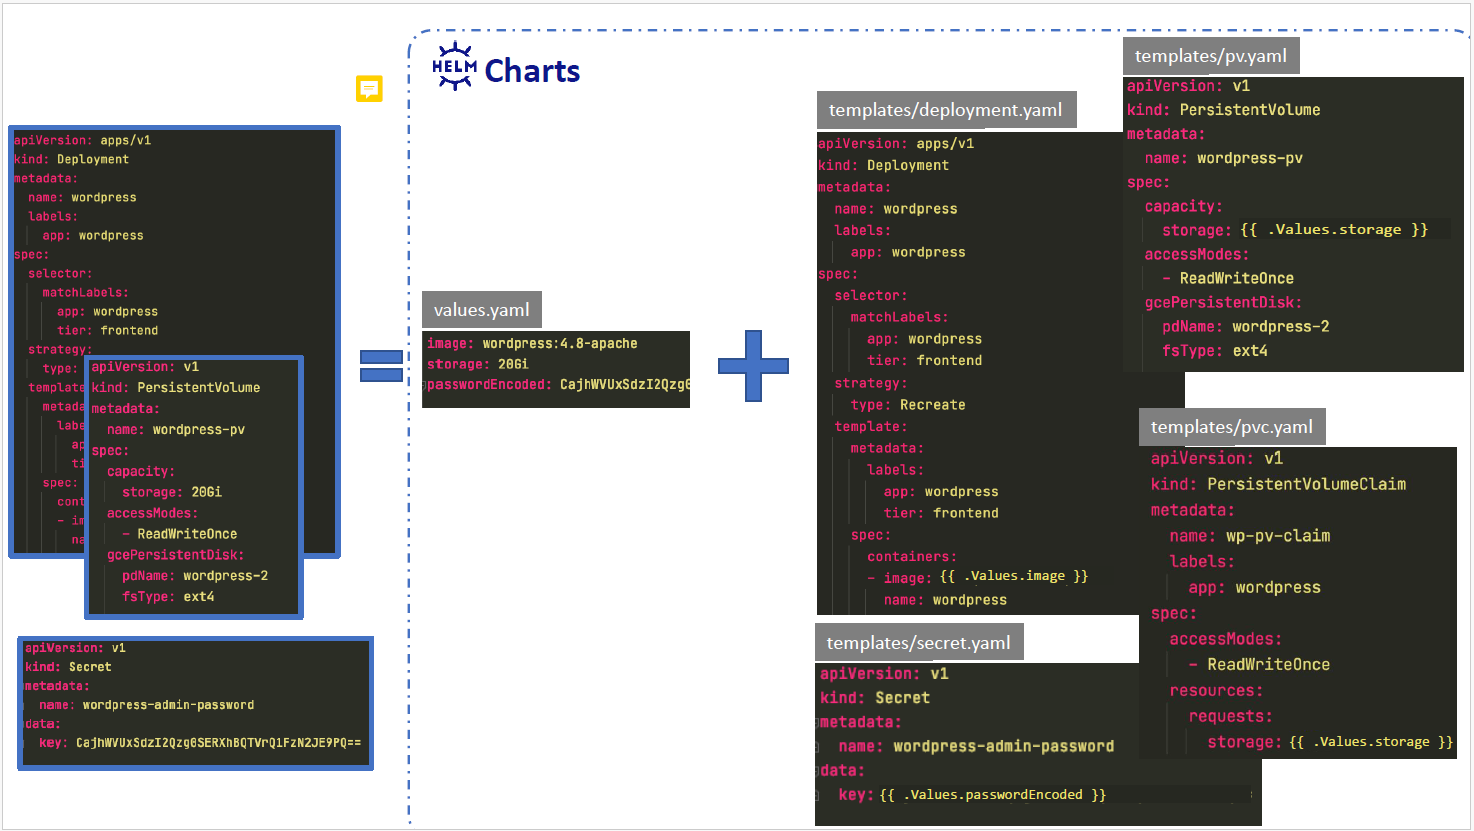 HELM Charts
apiVersion: apps/v1
kind: Deployment
metadata:
name: wordpress
labels:
app: wordpress
spec:
selector:
matchLabels:
app: wordpress
tier: frontend
strategy:
type:
template
metada
labe
ap
ti
spec:
cont
- im
na
apiVersion: v1
kind: PersistentVolume
metadata:
name: wordpress-pv
spec:
capacity:
storage: 20Gi
accessModes:
- ReadWriteOnce
gcePersistentDisk:
pdName: wordpress-2
fsType: ext4
apiVersion: v1
kind: Secret
metadata:
name: wordpress-admin-password
data:
key: CajhWVUxSdzI2Qzg0SERXhBQTVrQ1FzN2JE9PQ==
values.yaml
image: wordpress:4.8-apache
storage: 20Gi
passwordEncoded: CajhWVUxSdzI2Qzg0
templates/deployment.yaml
apiVersion: apps/v1
kind: Deployment
metadata:
name: wordpress
labels:
app: wordpress
spec:
selector:
matchLabels:
app: wordpress
tier: frontend
strategy:
type: Recreate
template:
metadata:
labels:
app: wordpress
tier: frontend
spec:
containers:
- image: {{ .Values.image }}
name: wordpress
templates/secret.yaml
apiVersion: v1
kind: Secret
metadata:
name: wordpress-admin-password
data:
key: {{ .Values.passwordEncoded }}
templates/pv.yaml
apiVersion: v1
kind: PersistentVolume
metadata:
name: wordpress-pv
spec:
capacity:
storage: {{ .Values.storage }}
accessModes:
- ReadWriteOnce
gcePersistentDisk:
pdName: wordpress-2
fsType: ext4
templates/pvc.yaml
apiVersion: v1
kind: PersistentVolumeClaim
metadata:
name: wp-pv-claim
labels:
app: wordpress
spec:
accessModes:
- ReadWriteOnce
resources:
requests:
storage: {{ .Values.storage }}